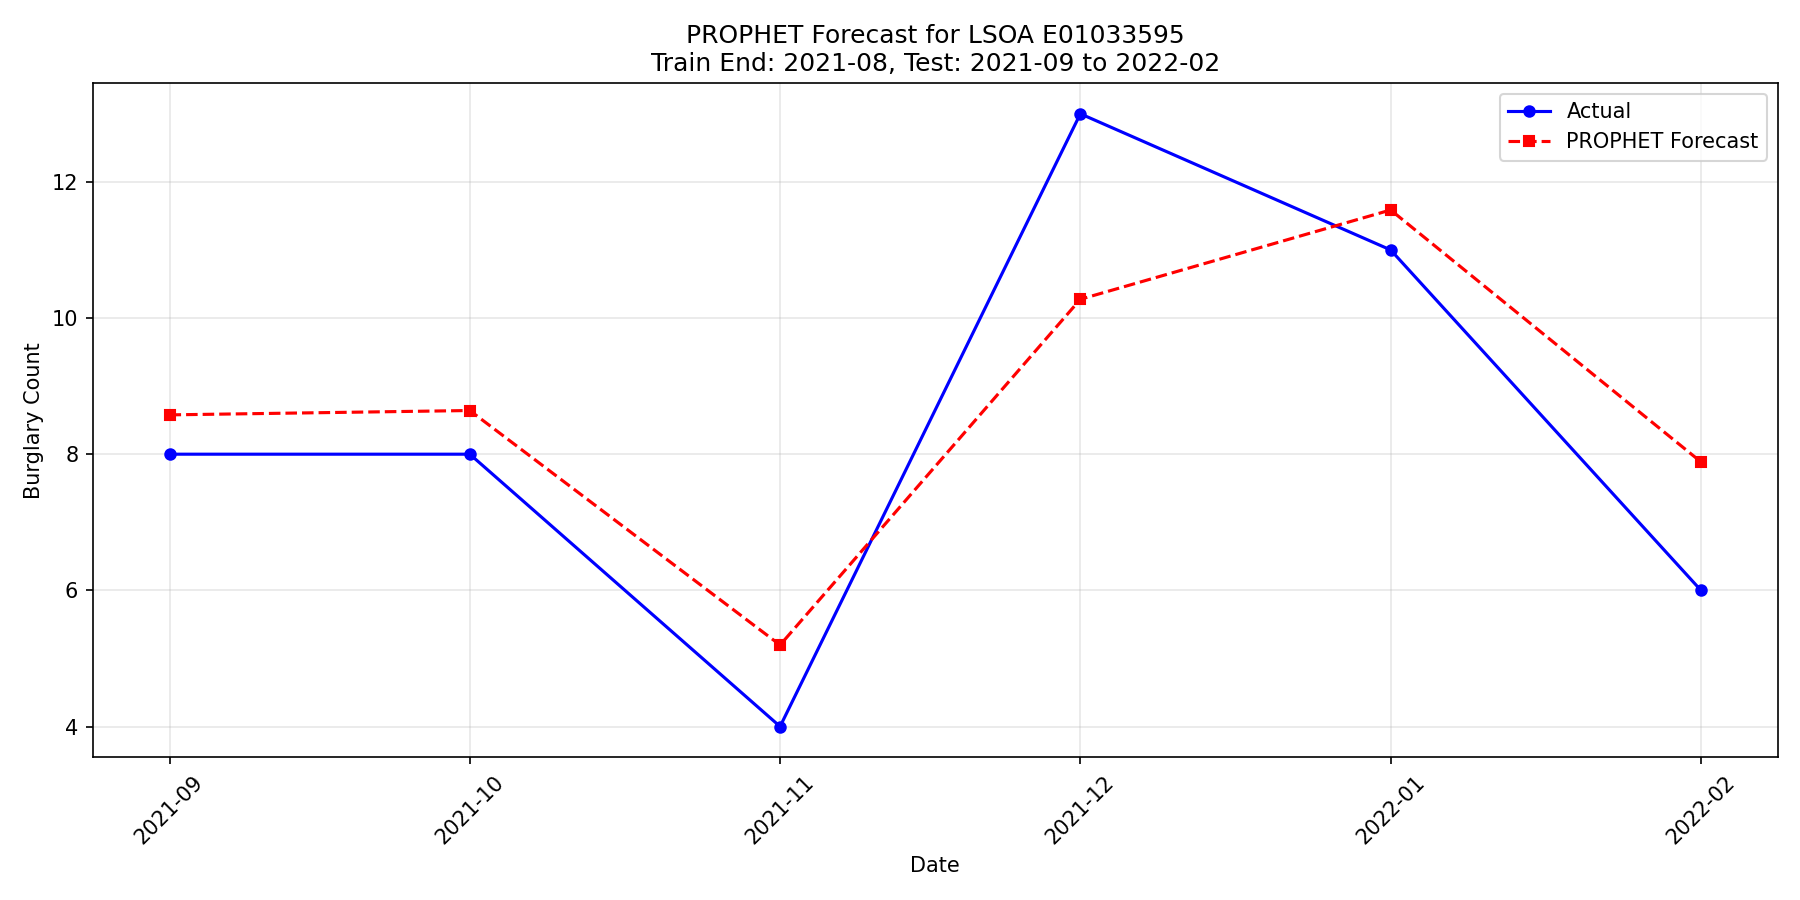 PROPHET Forecast for LSOA E01033595
Train End: 2021-08, Test: 2021-09 to 2022-02
Actual
PROPHET Forecast
Burglary Count
12
10
8
6
4
2021-09
2021-10
2021-11
2021-12
2022-01
2022-02
Date